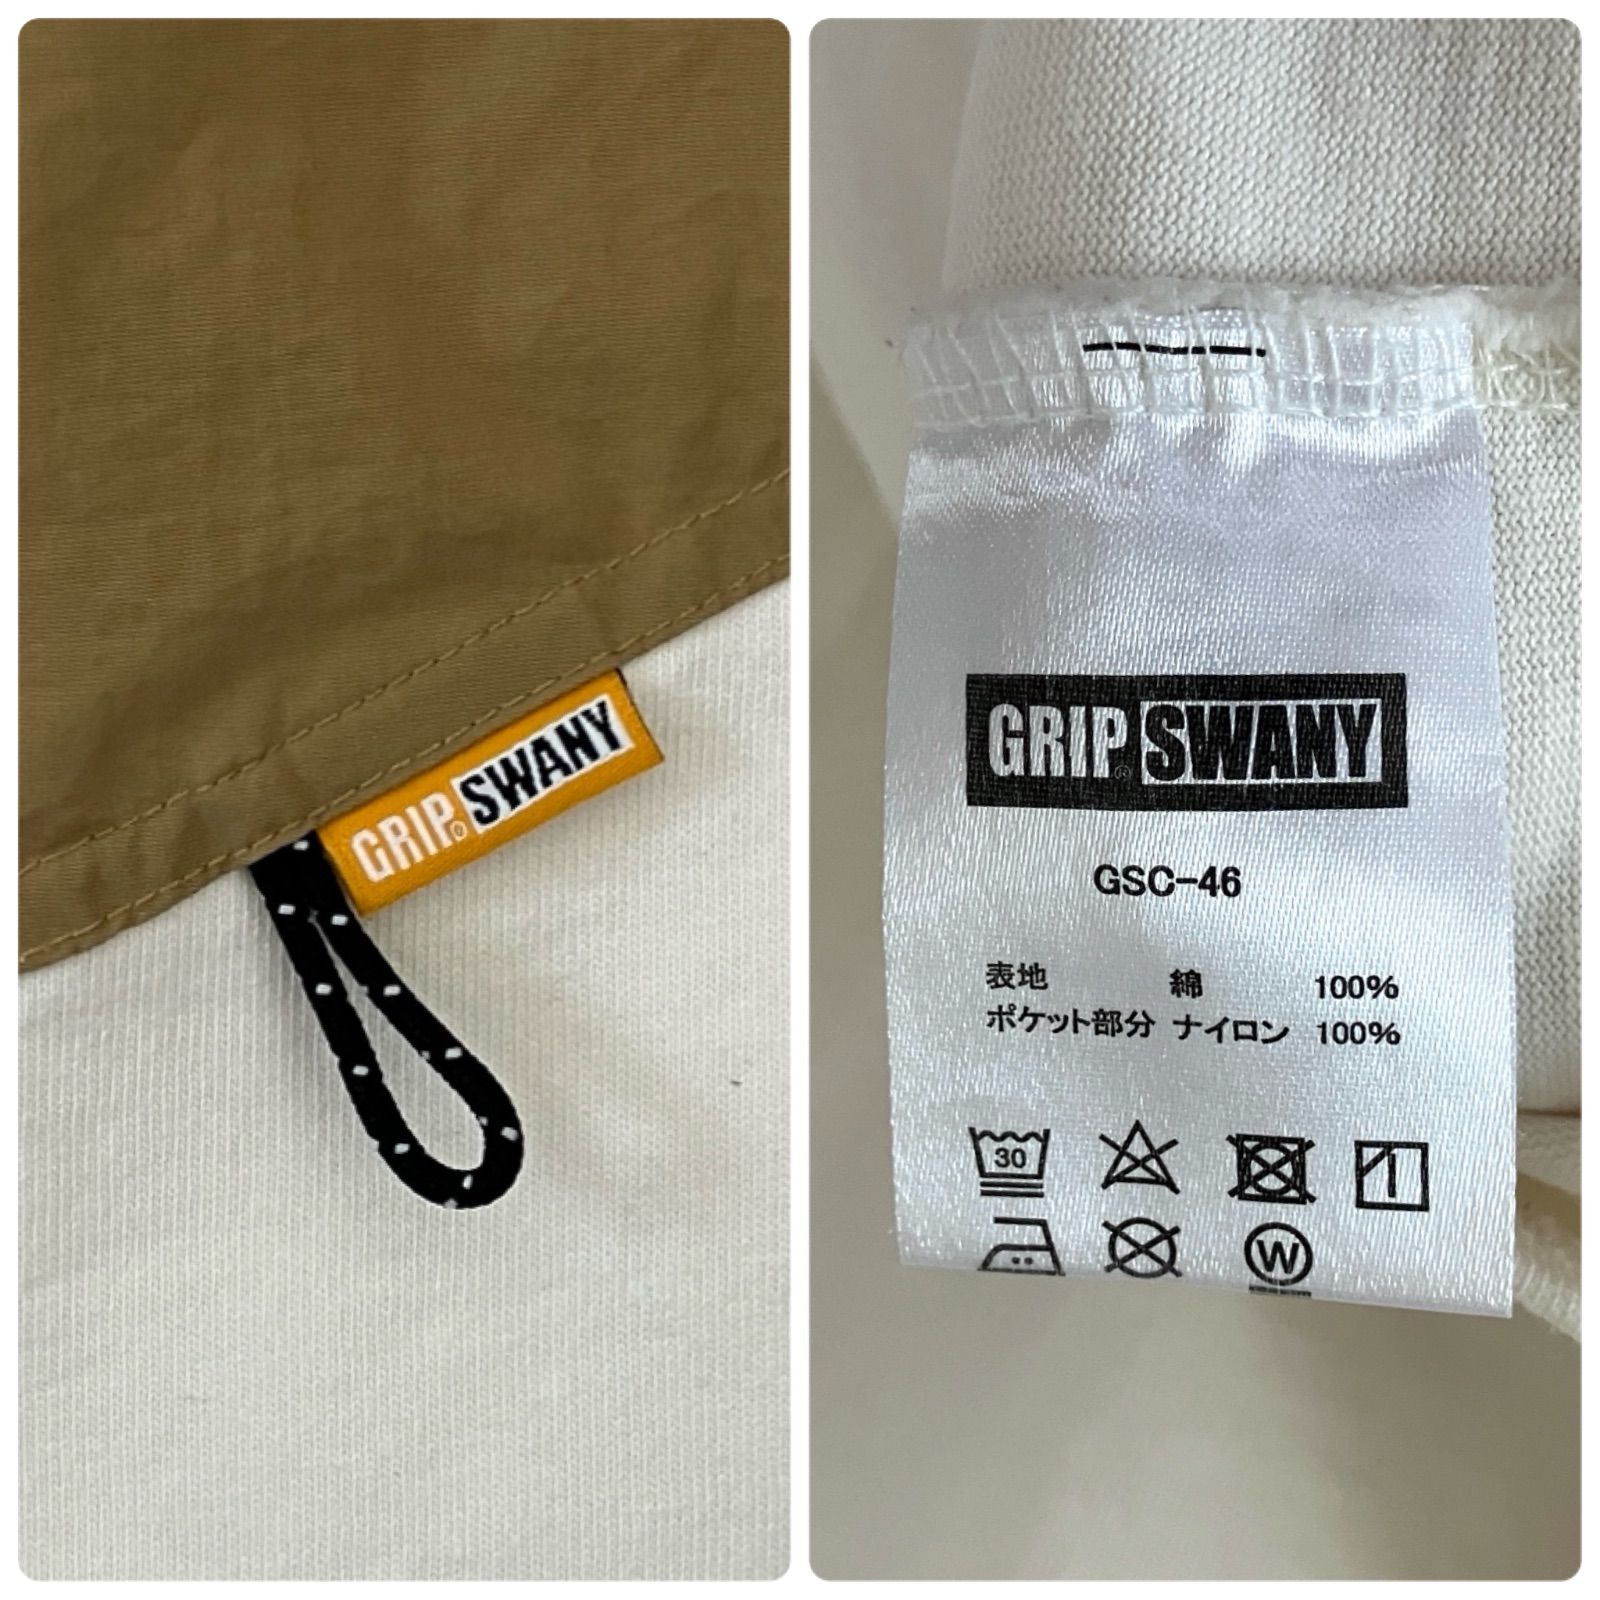 GRIP® SWANY
GRIP® SWANY
GSC-46
表地 綿 100%
ポケット部分 ナイロン 100%
30
W